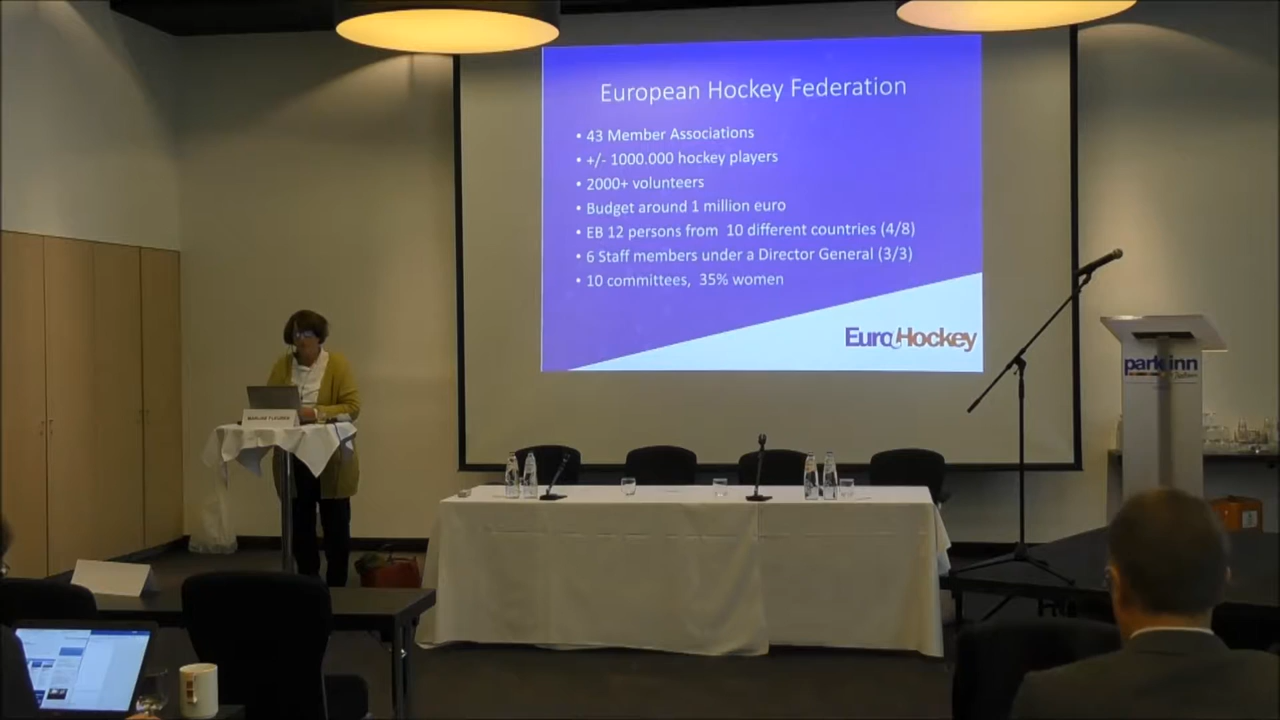 European Hockey Federation
• 43 Member Associations
• +/- 1000.000 hockey players
• 2000+ volunteers
• Budget around 1 million euro
• EB 12 persons from 10 different countries (4/8)
• 6 Staff members under a Director General (3/3)
• 10 committees, 35% women
EuroHockey
park inn